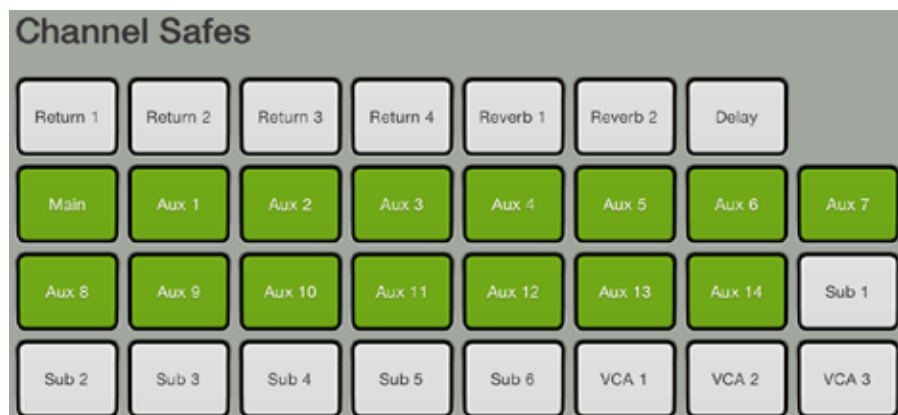 Channel Safes
Return 1 Return 2 Return 3 Return 4 Reverb 1 Reverb 2 Delay
Main Aux 1 Aux 2 Aux 3 Aux 4 Aux 5 Aux 6 Aux 7
Aux 8 Aux 9 Aux 10 Aux 11 Aux 12 Aux 13 Aux 14 Sub 1
Sub 2 Sub 3 Sub 4 Sub 5 Sub 6 VCA 1 VCA 2 VCA 3